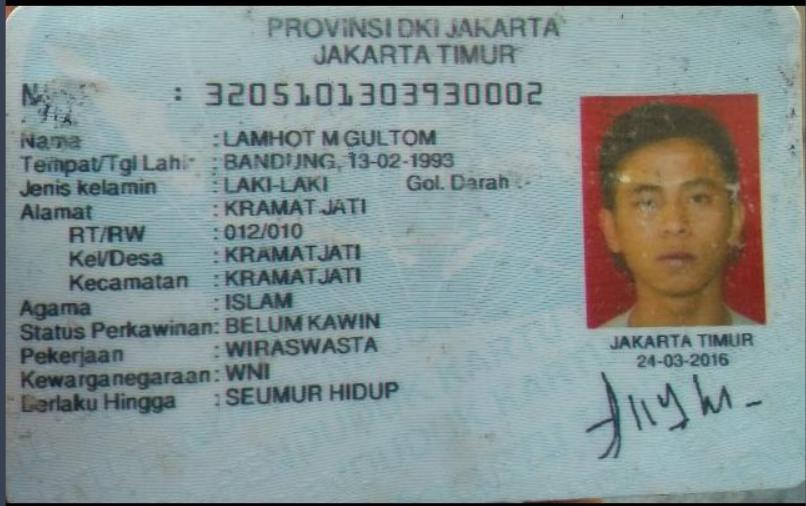 PROVINSI DKI JAKARTA
JAKARTA TIMUR
: 3205101303930002
Nama : LAMHOT M GULTOM
Tempat/Tgl Lahir : BANDUNG, 13-02-1993
Jenis kelamin : LAKI-LAKI Gol. Darah : -
Alamat : KRAMAT JATI
RT/RW : 012/010
Kel/Desa : KRAMATJATI
Kecamatan : KRAMATJATI
Agama : ISLAM
Status Perkawinan: BELUM KAWIN
Pekerjaan : WIRASWASTA
Kewarganegaraan: WNI
Berlaku Hingga : SEUMUR HIDUP
JAKARTA TIMUR
24-03-2016